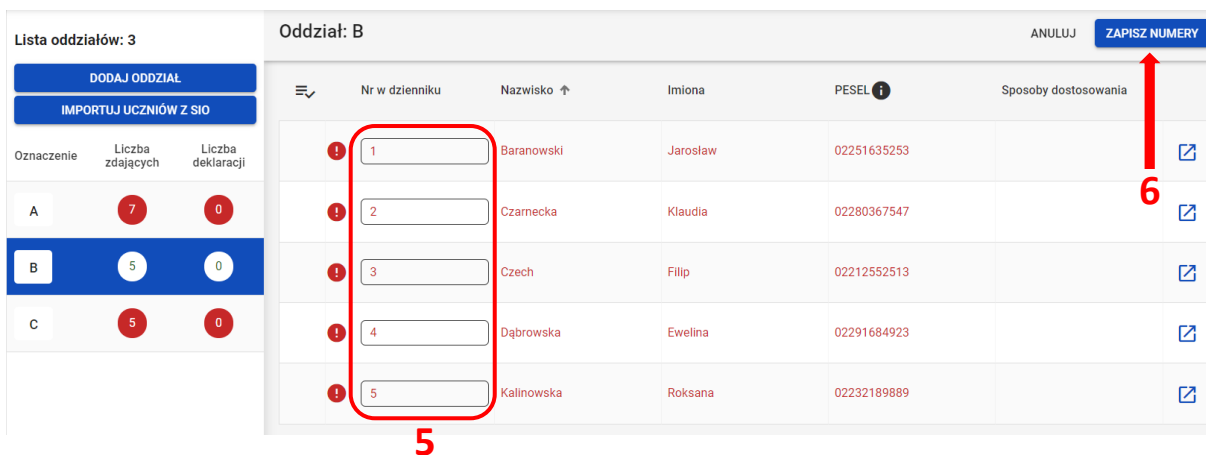 Lista oddziałów: 3
DODAJ ODDZIAŁ
IMPORTUJ UCZNIÓW Z SIO
Oznaczenie Liczba zdających Liczba deklaracji
A 7 0
B 5 0
C 5 0
Oddział: B ANULUJ ZAPISZ NUMERY
Nr w dzienniku Nazwisko Imiona PESEL Sposoby dostosowania
1 Baranowski Jarosław 02251635253
2 Czarnecka Klaudia 02280367547
3 Czech Filip 02212552513
4 Dąbrowska Ewelina 02291684923
5 Kalinowska Roksana 02232189889
5
6